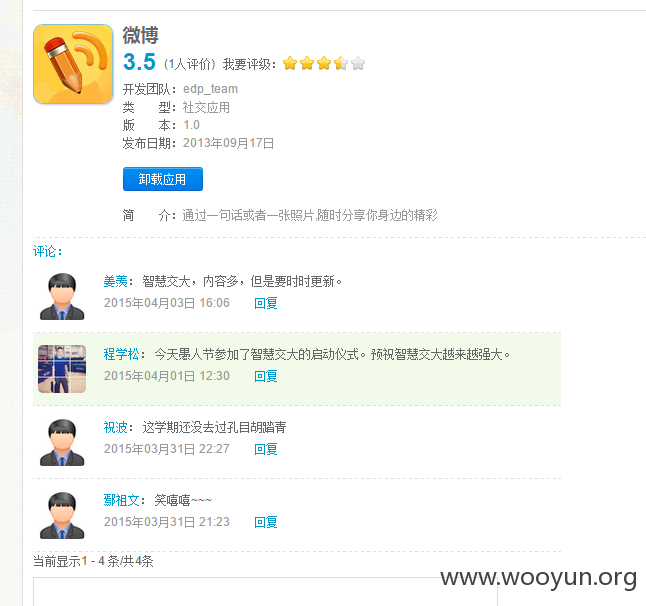 微博
3.5 (1人评价) 我要评级：
开发团队：edp_team
类 型：社交应用
版 本：1.0
发布日期：2013年09月17日
卸载应用
简 介：通过一句话或者一张照片,随时分享你身边的精彩
评论：
姜羡：智慧交大，内容多，但是要时时更新。
2015年04月03日 16:06 回复
程学松：今天愚人节参加了智慧交大的启动仪式。预祝智慧交大越来越强大。
2015年04月01日 12:30 回复
祝波：这学期还没去过孔目胡踏青
2015年03月31日 22:27 回复
鄢祖文：笑嘻嘻~~~
2015年03月31日 21:23 回复
当前显示1 - 4 条/共4条
www.wooyun.org